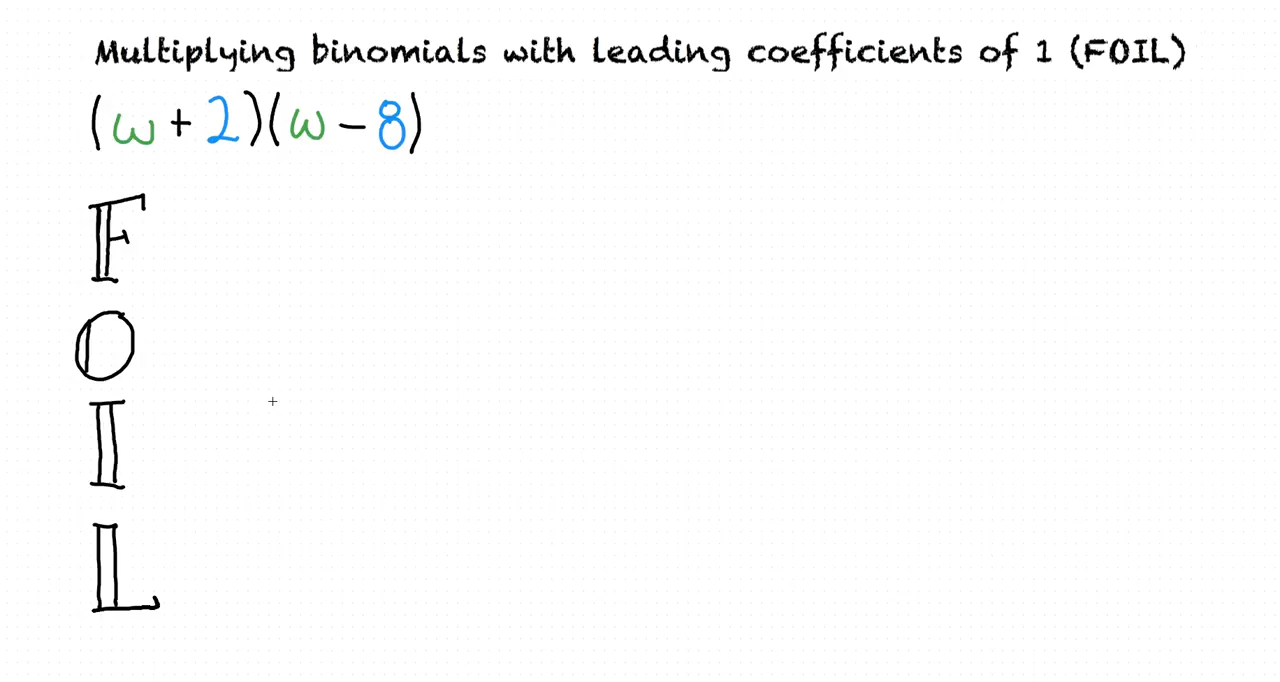 Multiplying binomials with leading coefficients of 1 (FOIL)
(ω + 2)(ω − 8)
F
O
I
L